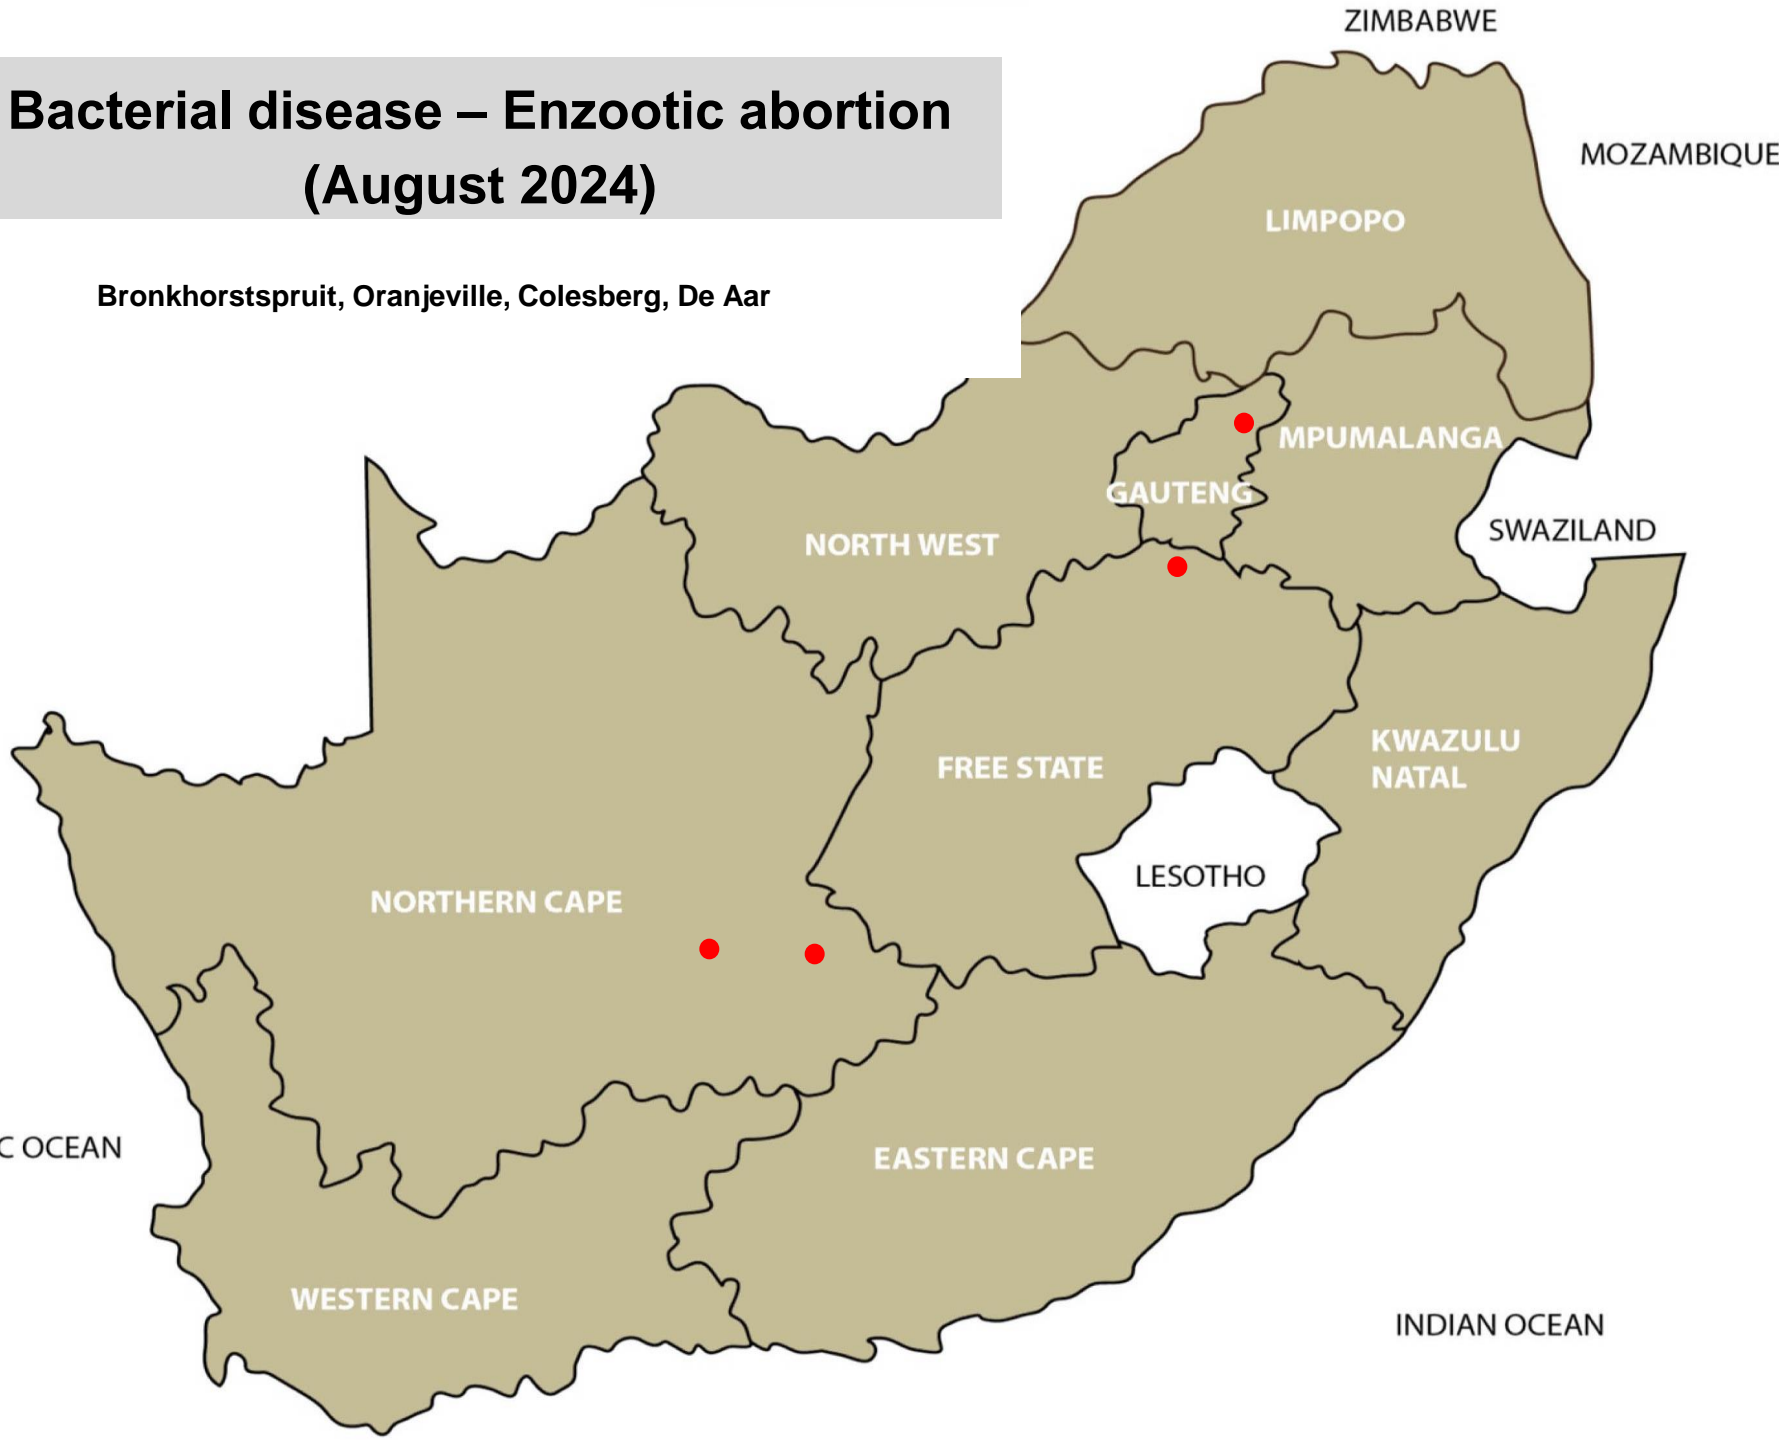 ZIMBABWE
Bacterial disease – Enzootic abortion
(August 2024)
MOZAMBIQUE
LIMPOPO
Bronkhorstspruit, Oranjeville, Colesberg, De Aar
MPUMALANGA
GAUTENG
SWAZILAND
NORTH WEST
KWAZULU
NATAL
FREE STATE
LESOTHO
NORTHERN CAPE
C OCEAN
EASTERN CAPE
WESTERN CAPE
INDIAN OCEAN